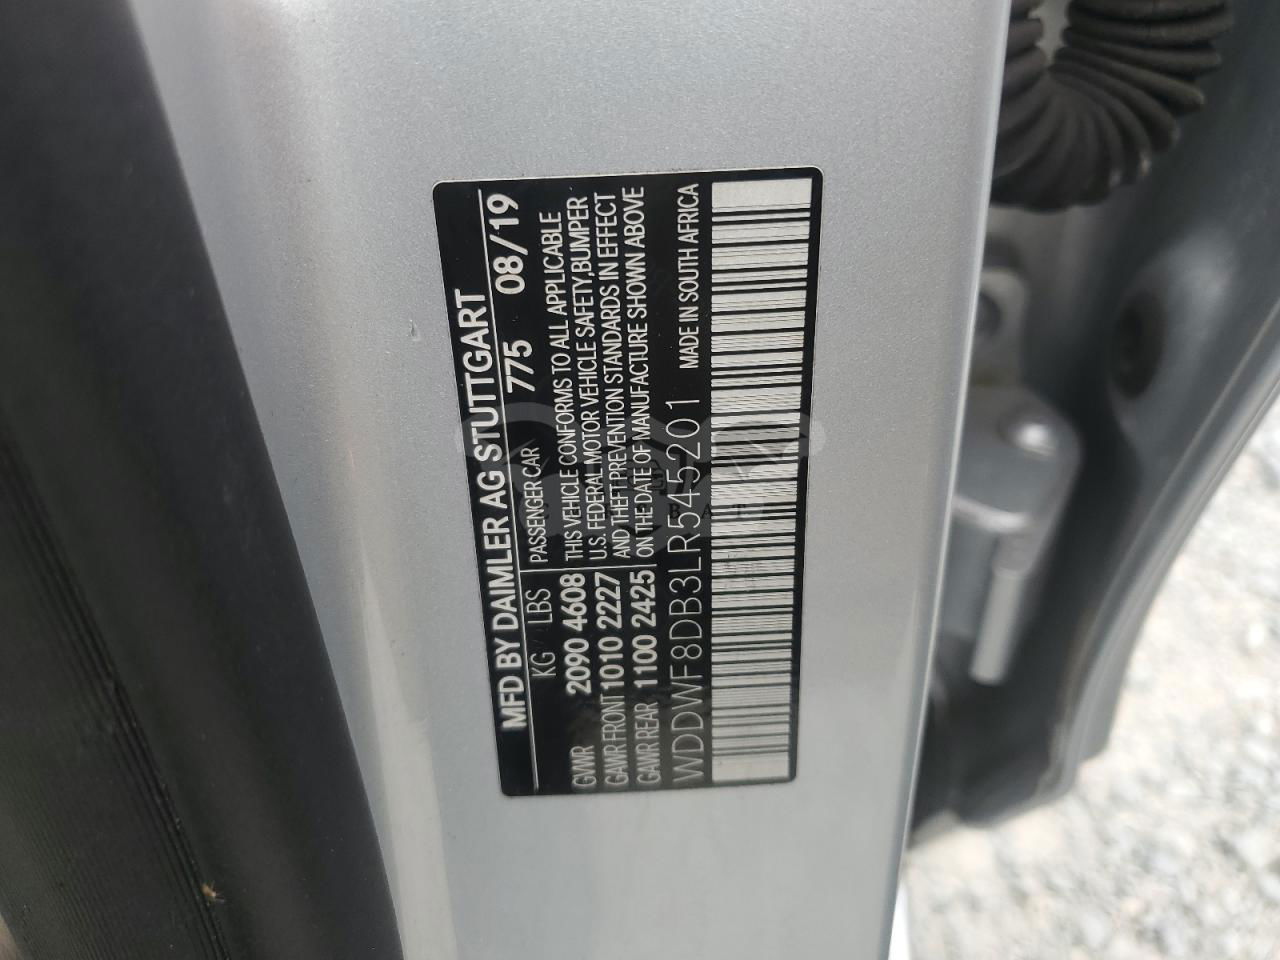 MFD BY DAIMLER AG STUTTGART
775 08/19
KG / LBS PASSENGER CAR
GVWR 2090 4608 THIS VEHICLE CONFORMS TO ALL APPLICABLE
GAWR FRONT 1010 2227 U.S. FEDERAL MOTOR VEHICLE SAFETY,BUMPER
AND THEFT PREVENTION STANDARDS IN EFFECT
GAWR REAR 1100 2425 ON THE DATE OF MANUFACTURE SHOWN ABOVE
WDDWF8DB3LR545201 MADE IN SOUTH AFRICA